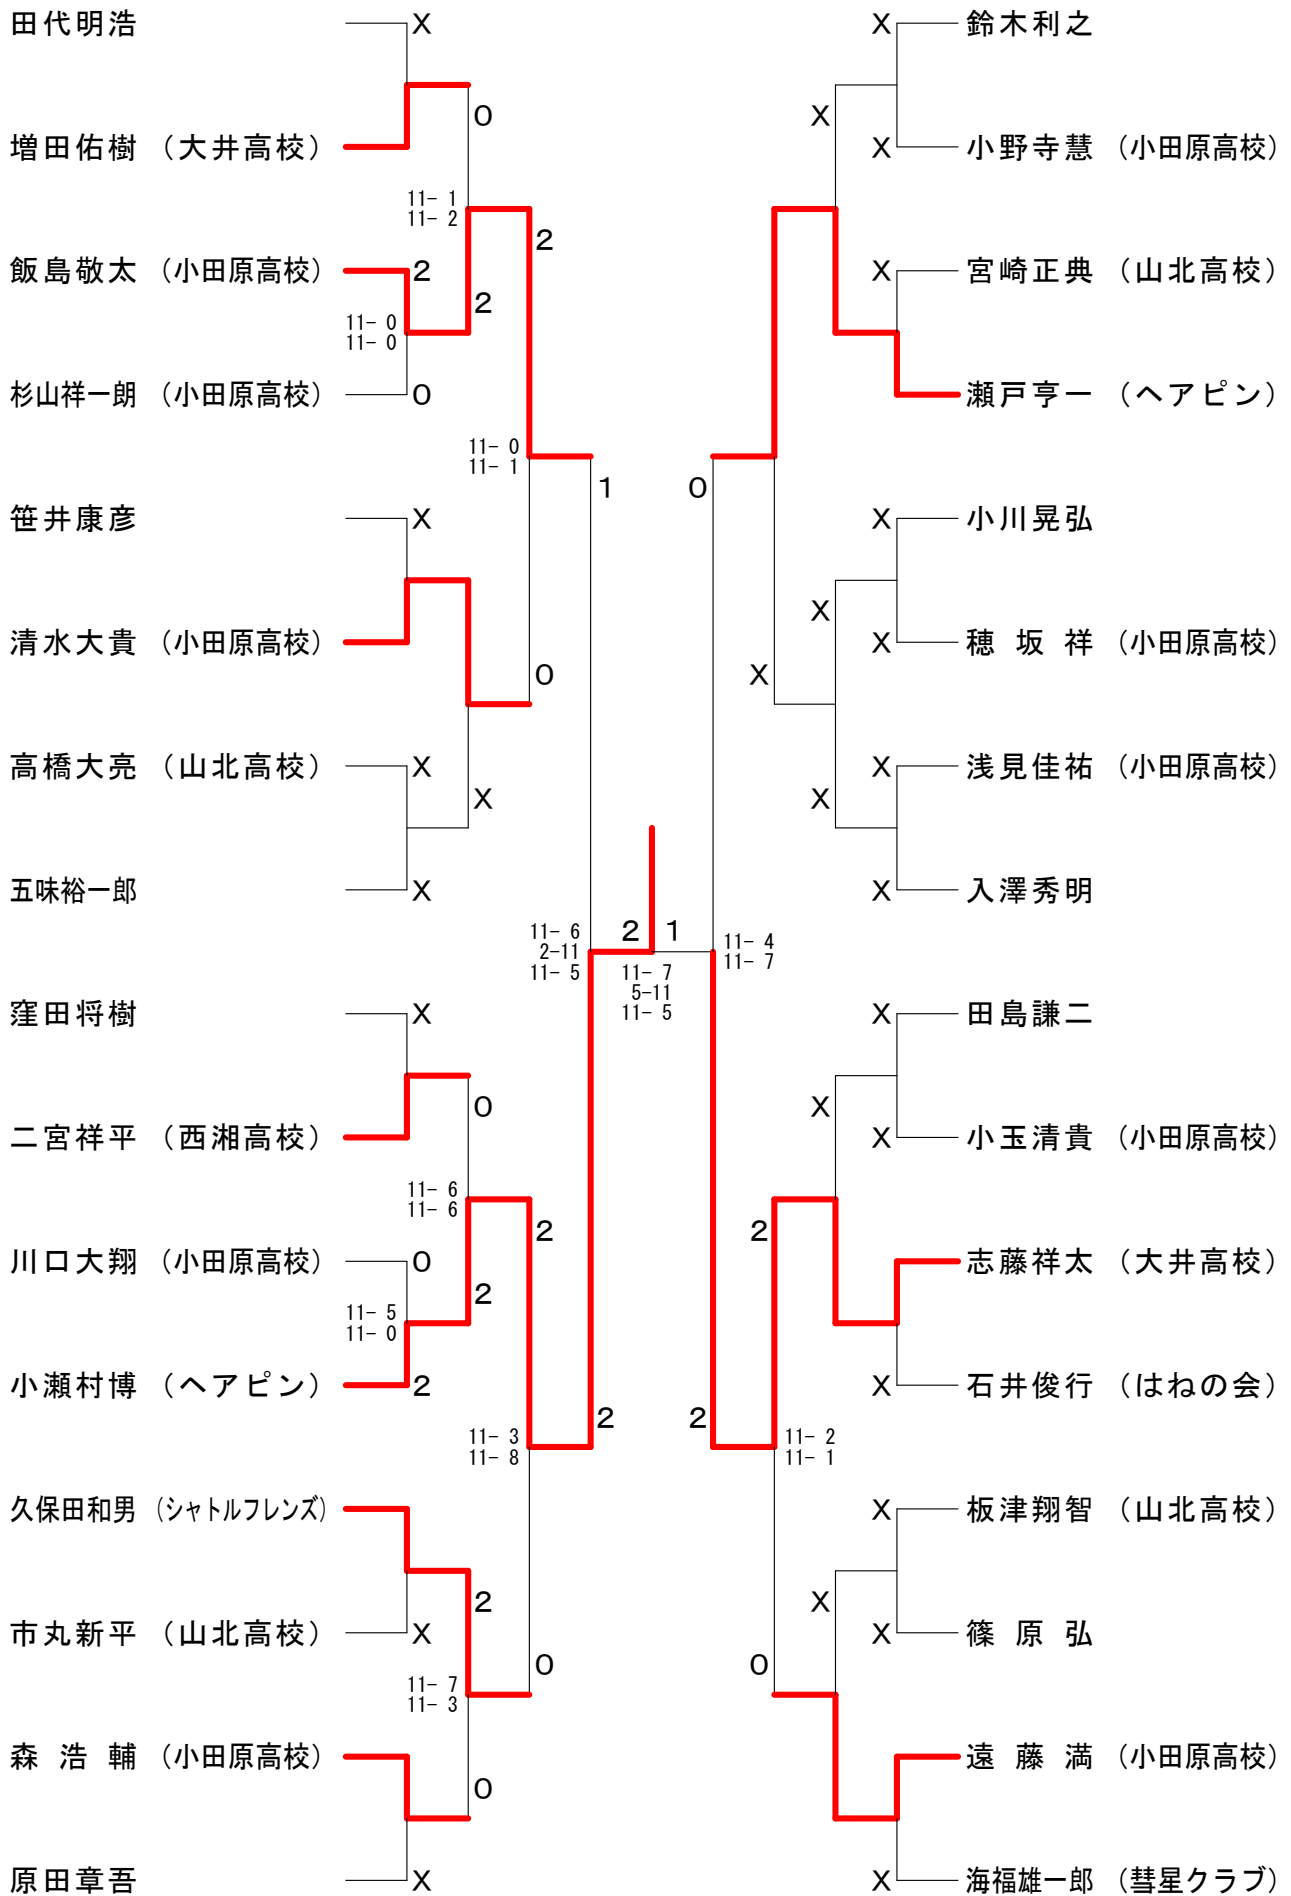 田代明浩 X
X 鈴木利之
0
X
増田佑樹 （大井高校）
X 小野寺慧 （小田原高校）
11- 1
11- 2
2
飯島敬太 （小田原高校） 2
X 宮崎正典 （山北高校）
2
11- 0
11- 0
杉山祥一朗 （小田原高校） 0
瀬戸亨一 （ヘアピン）
11- 0
11- 1
1
0
笹井康彦 X
X 小川晃弘
X
清水大貴 （小田原高校）
X 穂坂祥 （小田原高校）
0
X
高橋大亮 （山北高校） X
X 浅見佳祐 （小田原高校）
X
X
五味裕一郎 X
X 入澤秀明
11- 6
2-11
11- 5
2
1
11- 7
5-11
11- 5
11- 4
11- 7
窪田将樹 X
X 田島謙二
0
X
二宮祥平 （西湘高校）
X 小玉清貴 （小田原高校）
11- 6
11- 6
2
2
川口大翔 （小田原高校） 0
志藤祥太 （大井高校）
2
11- 5
11- 0
小瀬村博 （ヘアピン） 2
X 石井俊行 （はねの会）
2
2
11- 3
11- 8
11- 2
11- 1
久保田和男 （シャトルフレンズ）
X 板津翔智 （山北高校）
2
X
市丸新平 （山北高校） X
X 篠原弘
0
0
11- 7
11- 3
森浩輔 （小田原高校）
遠藤満 （小田原高校）
0
原田章吾 X
X 海福雄一郎 （彗星クラブ）